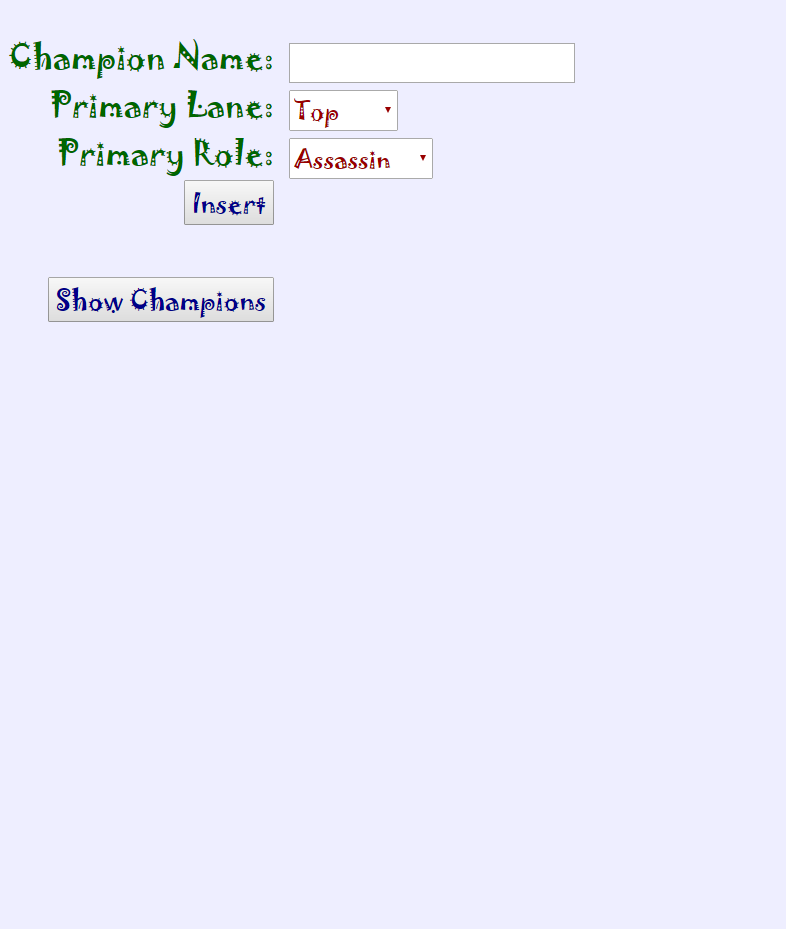 Champion Name:
Primary Lane: Top
Primary Role: Assassin
Insert
Show Champions